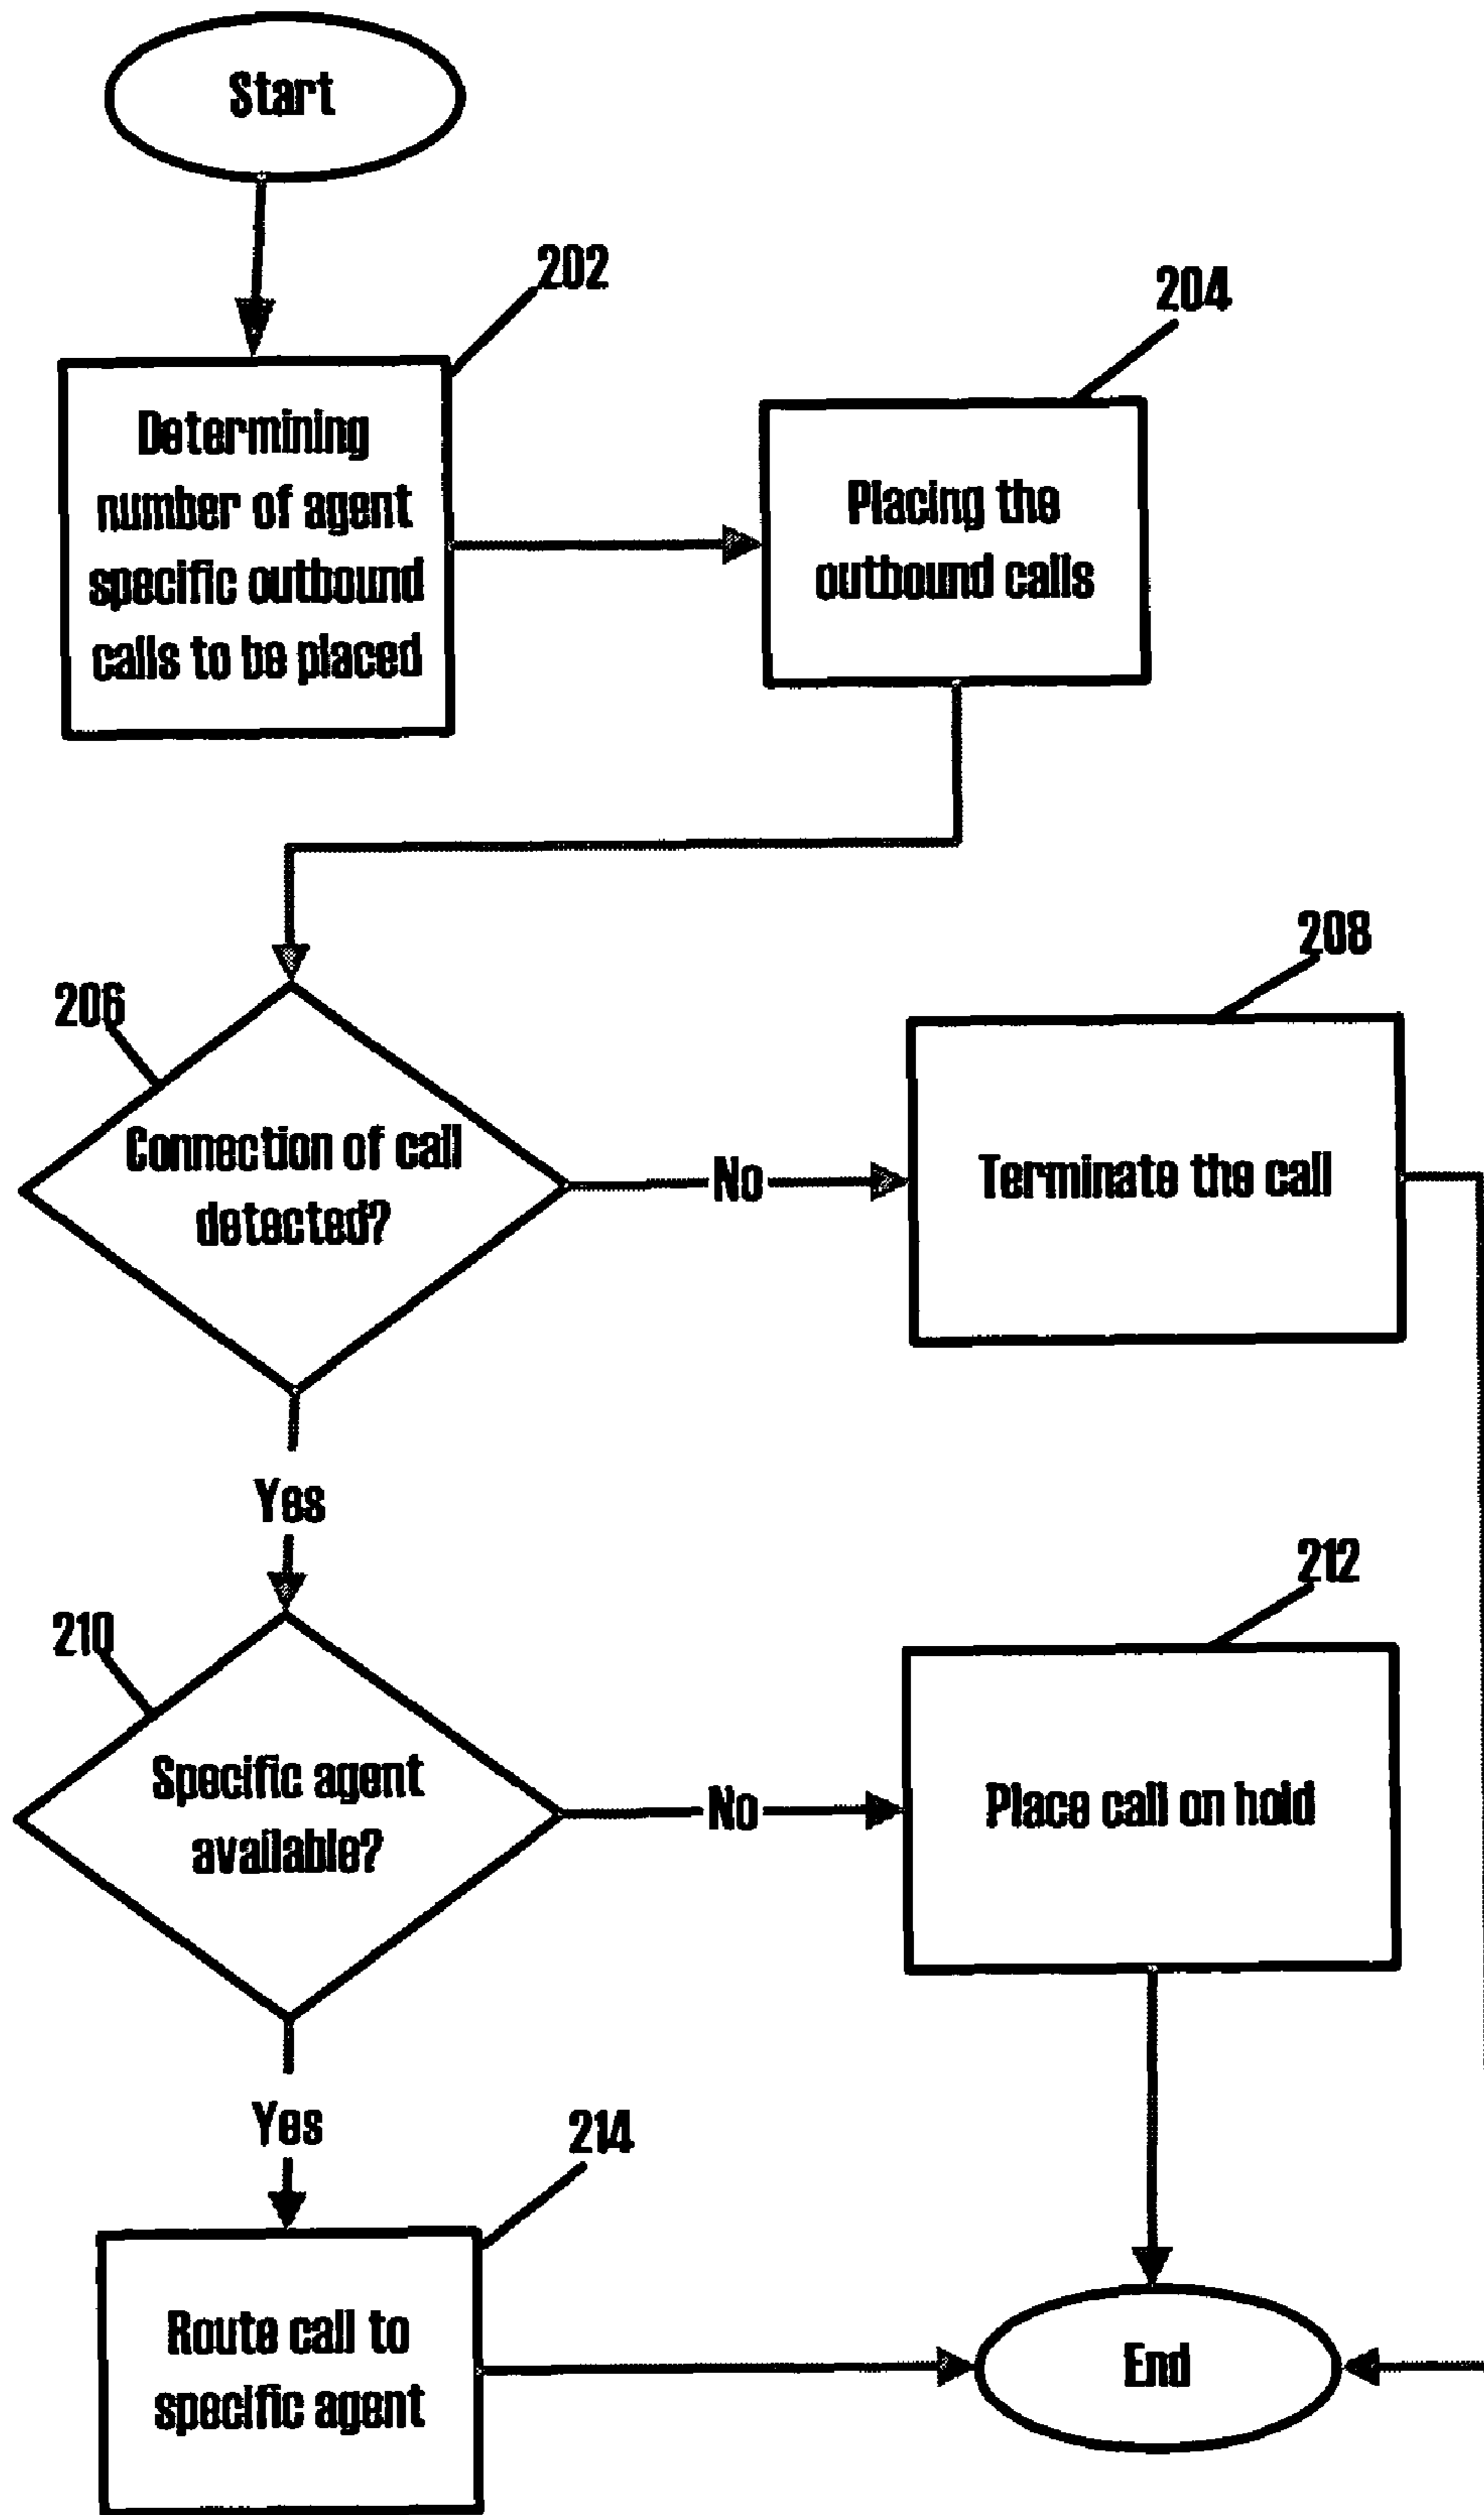 Start
202
Determining
number of agent
specific outbound
calls to be placed
204
Placing the
outbound calls
206
Connection of call
detected?
No
208
Terminate the call
Yes
210
Specific agent
available?
No
212
Place call on hold
Yes
214
Route call to
specific agent
End